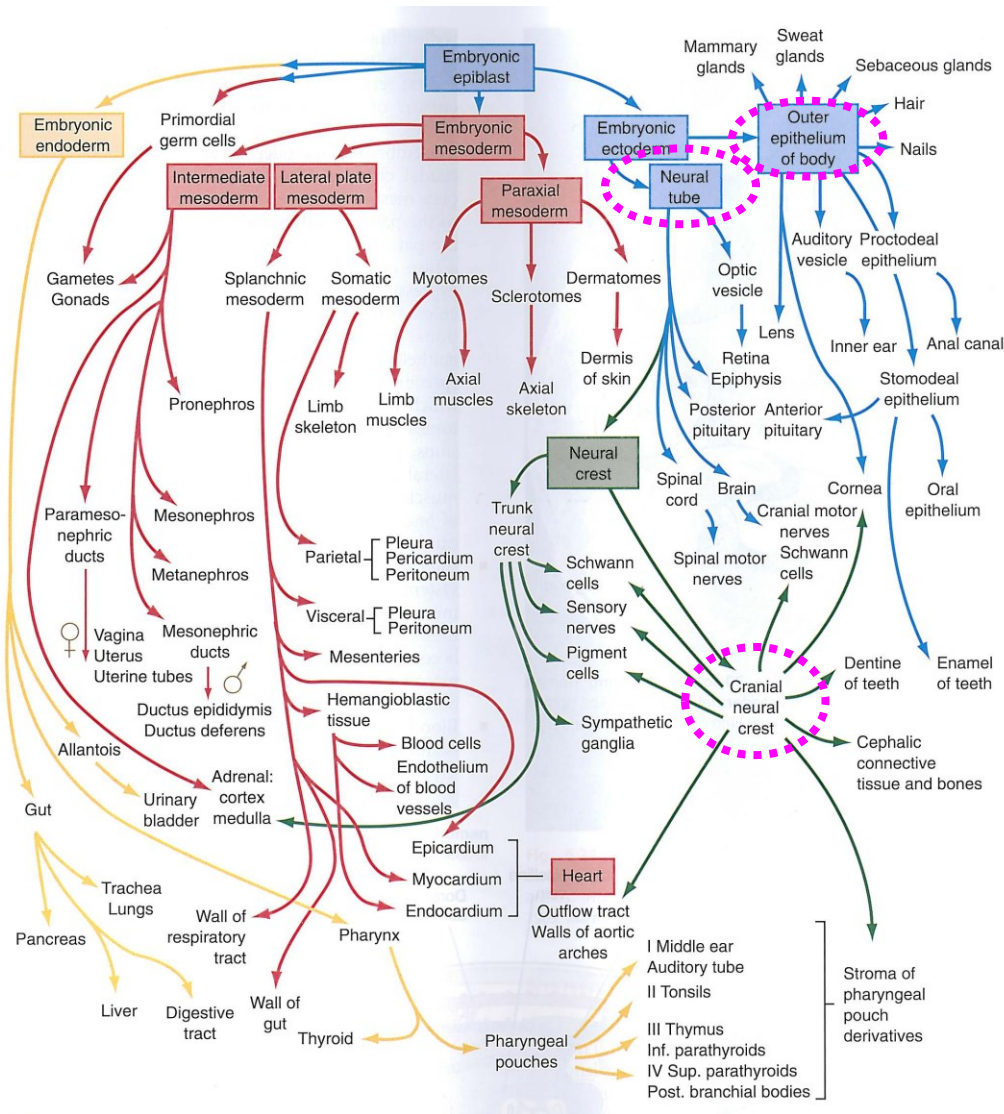 Embryonic
epiblast
Mammary
glands
Sweat
glands
Sebaceous glands
Hair
Nails
Embryonic
endoderm
Primordial
germ cells
Embryonic
mesoderm
Embryonic
ectoderm
Outer
epithelium
of body
Intermediate
mesoderm
Lateral plate
mesoderm
Paraxial
mesoderm
Neural
tube
Gametes
Gonads
Splanchnic
mesoderm
Somatic
mesoderm
Myotomes
Sclerotomes
Dermatomes
Optic
vesicle
Auditory
vesicle
Proctodeal
epithelium
Lens
Inner ear
Anal canal
Pronephros
Limb
skeleton
Limb
muscles
Axial
muscles
Axial
skeleton
Dermis
of skin
Retina
Epiphysis
Posterior
pituitary
Anterior
pituitary
Stomodeal
epithelium
Neural
crest
Spinal
cord
Brain
Cornea
Oral
epithelium
Parameso-
nephric
ducts
Mesonephros
Metanephros
Trunk
neural
crest
Cranial motor
nerves
Spinal motor
nerves
Schwann
cells
Parietal
Pleura
Pericardium
Peritoneum
Schwann
cells
Sensory
nerves
Pigment
cells
Visceral
Pleura
Peritoneum
♀
Vagina
Uterus
Uterine tubes
Mesonephric
ducts
♂
Ductus epididymis
Ductus deferens
Mesenteries
Hemangioblastic
tissue
Sympathetic
ganglia
Cranial
neural
crest
Dentine
of teeth
Enamel
of teeth
Cephalic
connective
tissue and bones
Allantois
Blood cells
Endothelium
of blood
vessels
Gut
Urinary
bladder
Adrenal:
cortex
medulla
Epicardium
Myocardium
Endocardium
Heart
Outflow tract
Walls of aortic
arches
Trachea
Lungs
Pancreas
Liver
Digestive
tract
Wall of
respiratory
tract
Wall of
gut
Pharynx
Thyroid
Pharyngeal
pouches
I Middle ear
Auditory tube
II Tonsils
III Thymus
Inf. parathyroids
IV Sup. parathyroids
Post. branchial bodies
Stroma of
pharyngeal
pouch
derivatives